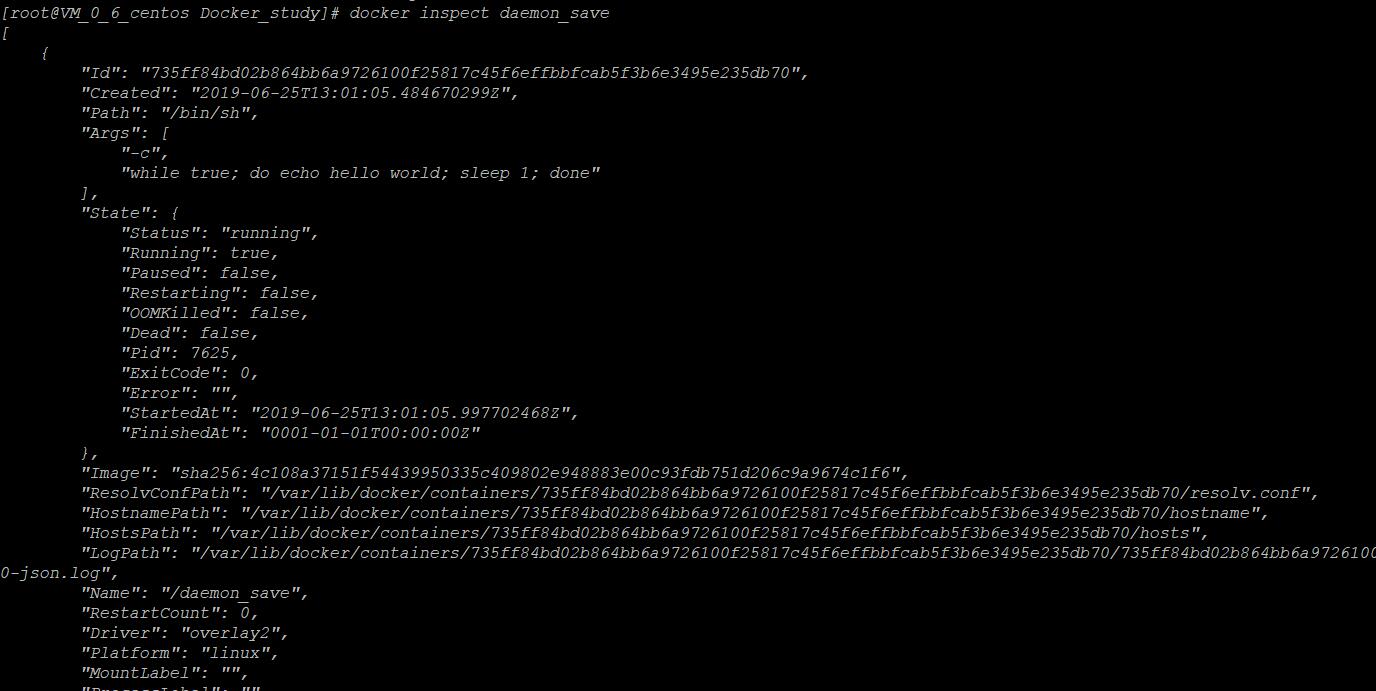 [root@VM_0_6_centos Docker_study]# docker inspect daemon_save
[
    {
        "Id": "735ff84bd02b864bb6a9726100f25817c45f6effbbfcab5f3b6e3495e235db70",
        "Created": "2019-06-25T13:01:05.484670299Z",
        "Path": "/bin/sh",
        "Args": [
            "-c",
            "while true; do echo hello world; sleep 1; done"
        ],
        "State": {
            "Status": "running",
            "Running": true,
            "Paused": false,
            "Restarting": false,
            "OOMKilled": false,
            "Dead": false,
            "Pid": 7625,
            "ExitCode": 0,
            "Error": "",
            "StartedAt": "2019-06-25T13:01:05.997702468Z",
            "FinishedAt": "0001-01-01T00:00:00Z"
        },
        "Image": "sha256:4c108a37151f54439950335c409802e948883e00c93fdb751d206c9a9674c1f6",
        "ResolvConfPath": "/var/lib/docker/containers/735ff84bd02b864bb6a9726100f25817c45f6effbbfcab5f3b6e3495e235db70/resolv.conf",
        "HostnamePath": "/var/lib/docker/containers/735ff84bd02b864bb6a9726100f25817c45f6effbbfcab5f3b6e3495e235db70/hostname",
        "HostsPath": "/var/lib/docker/containers/735ff84bd02b864bb6a9726100f25817c45f6effbbfcab5f3b6e3495e235db70/hosts",
        "LogPath": "/var/lib/docker/containers/735ff84bd02b864bb6a9726100f25817c45f6effbbfcab5f3b6e3495e235db70/735ff84bd02b864bb6a9726100
0-json.log",
        "Name": "/daemon_save",
        "RestartCount": 0,
        "Driver": "overlay2",
        "Platform": "linux",
        "MountLabel": "",
        "ProcessLabel": ""